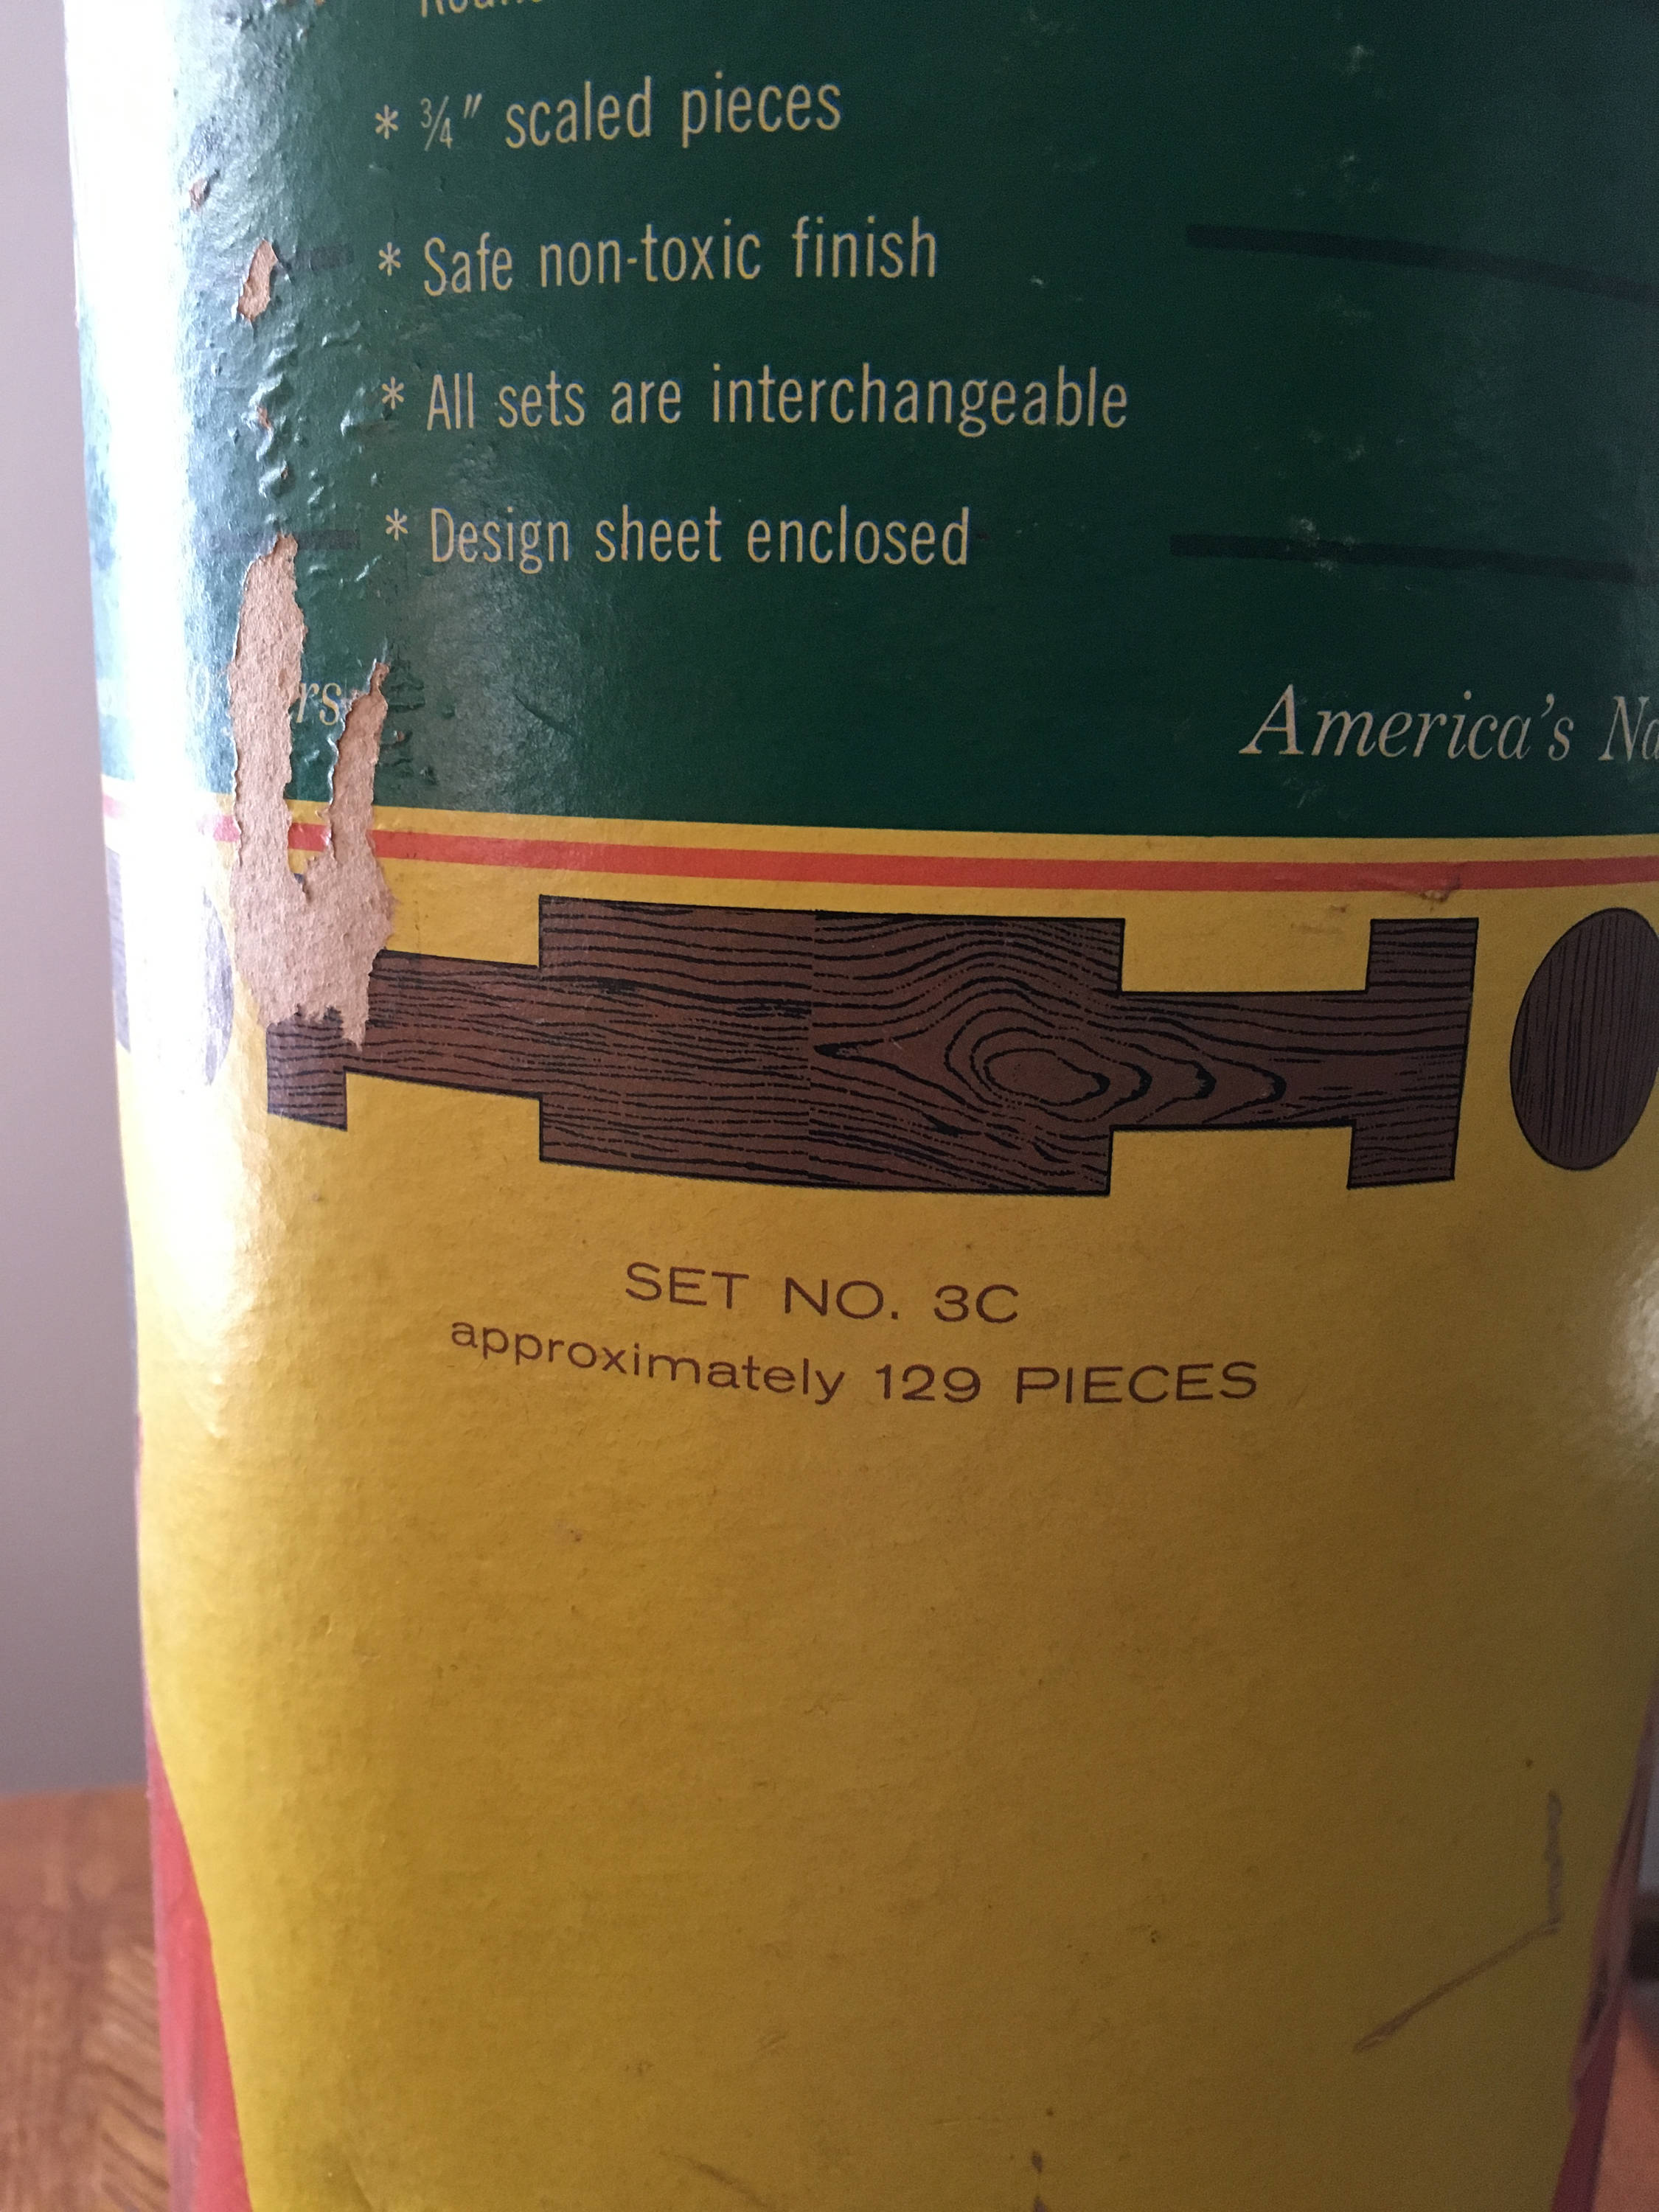 * ¾" scaled pieces
* Safe non-toxic finish
* All sets are interchangeable
* Design sheet enclosed
America's
SET NO. 3C
approximately 129 PIECES